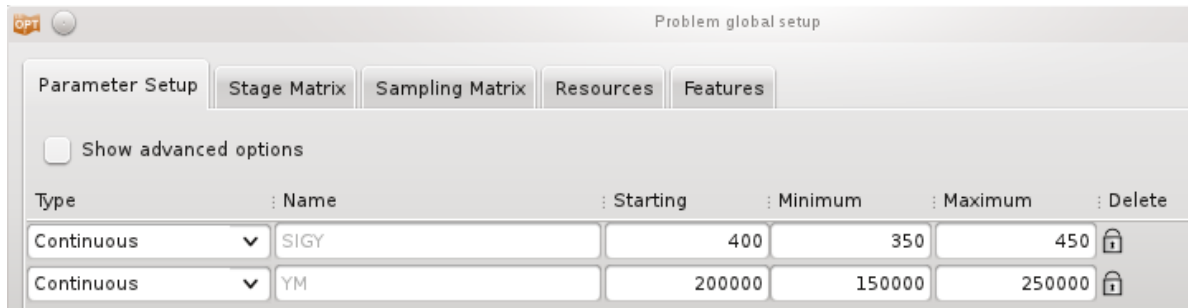 OPT
Problem global setup
Parameter Setup Stage Matrix Sampling Matrix Resources Features
Show advanced options
Type Name Starting Minimum Maximum Delete
Continuous SIGY 400 350 450
Continuous YM 200000 150000 250000